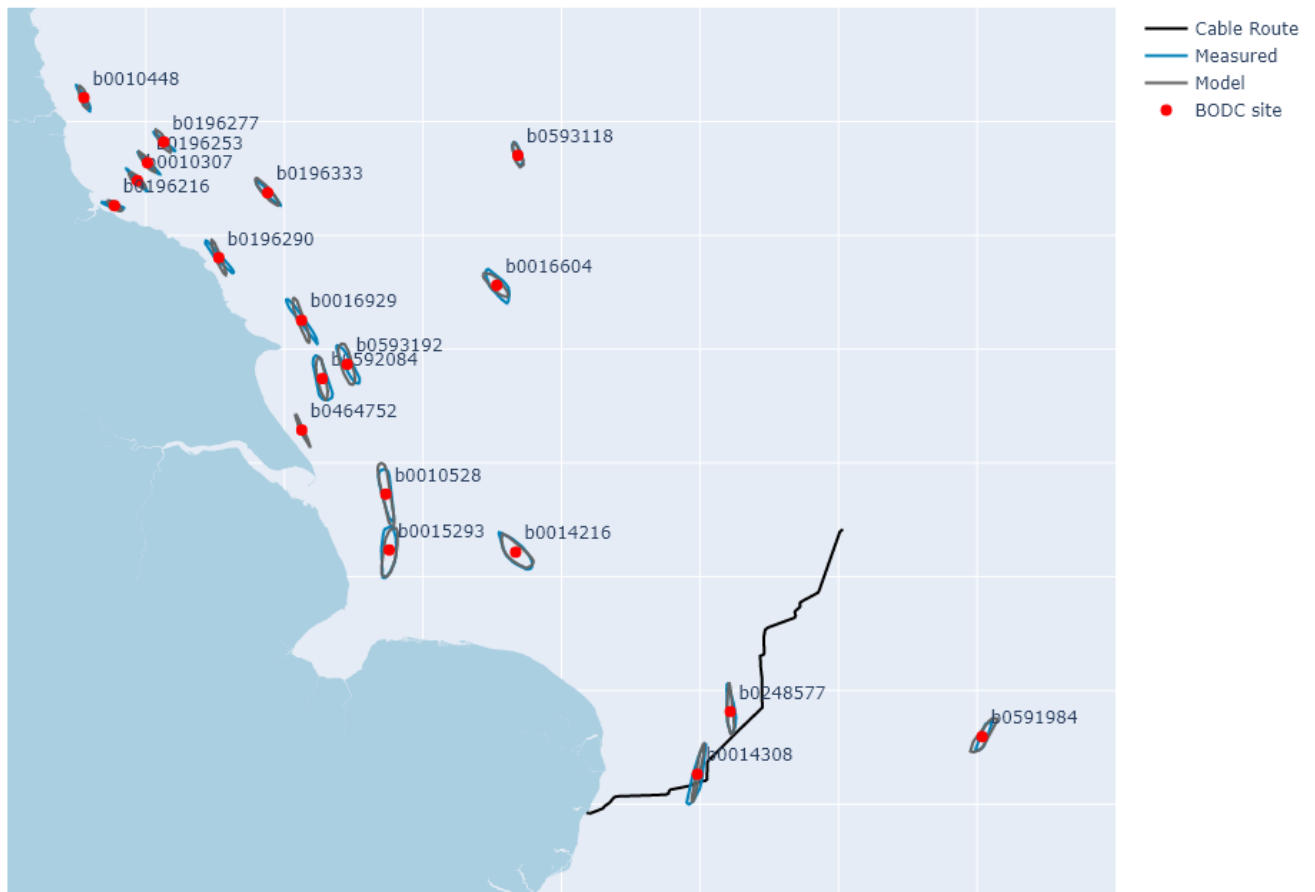 Cable Route
Measured
Model
BODC site
b0010448
b0196277
b0196253
b0010307
b0196216
b0593118
b0196333
b0196290
b0016604
b0016929
b0593192
b0592084
b0464752
b0010528
b0015293
b0014216
b0248577
b0591984
b0014308